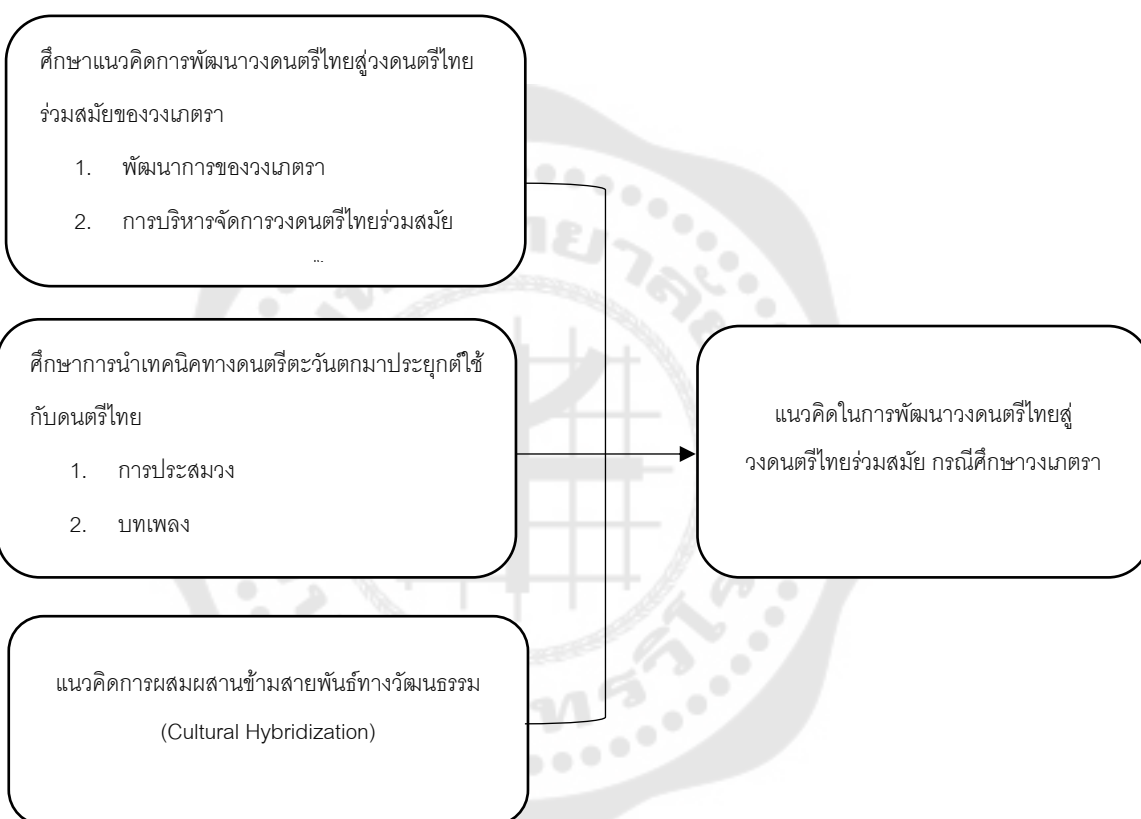 ศึกษาแนวคิดการพัฒนาวงดนตรีไทยสู่วงดนตรีไทย
ร่วมสมัยของวงเภตรา
1. พัฒนาการของวงเภตรา
2. การบริหารจัดการวงดนตรีไทยร่วมสมัย
ศึกษาการนำเทคนิคทางดนตรีตะวันตกมาประยุกต์ใช้
กับดนตรีไทย
1. การประสมวง
2. บทเพลง
แนวคิดการผสมผสานข้ามสายพันธ์ทางวัฒนธรรม
(Cultural Hybridization)
แนวคิดในการพัฒนาวงดนตรีไทยสู่
วงดนตรีไทยร่วมสมัย กรณีศึกษาวงเภตรา